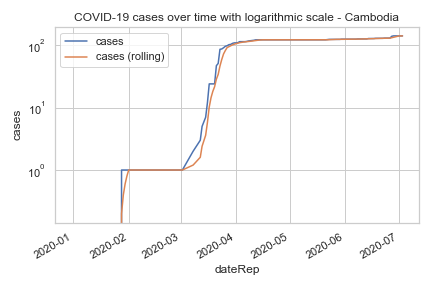 COVID-19 cases over time with logarithmic scale - Cambodia
cases
cases (rolling)
10²
10¹
10⁰
cases
2020-01
2020-02
2020-03
2020-04
2020-05
2020-06
2020-07
dateRep